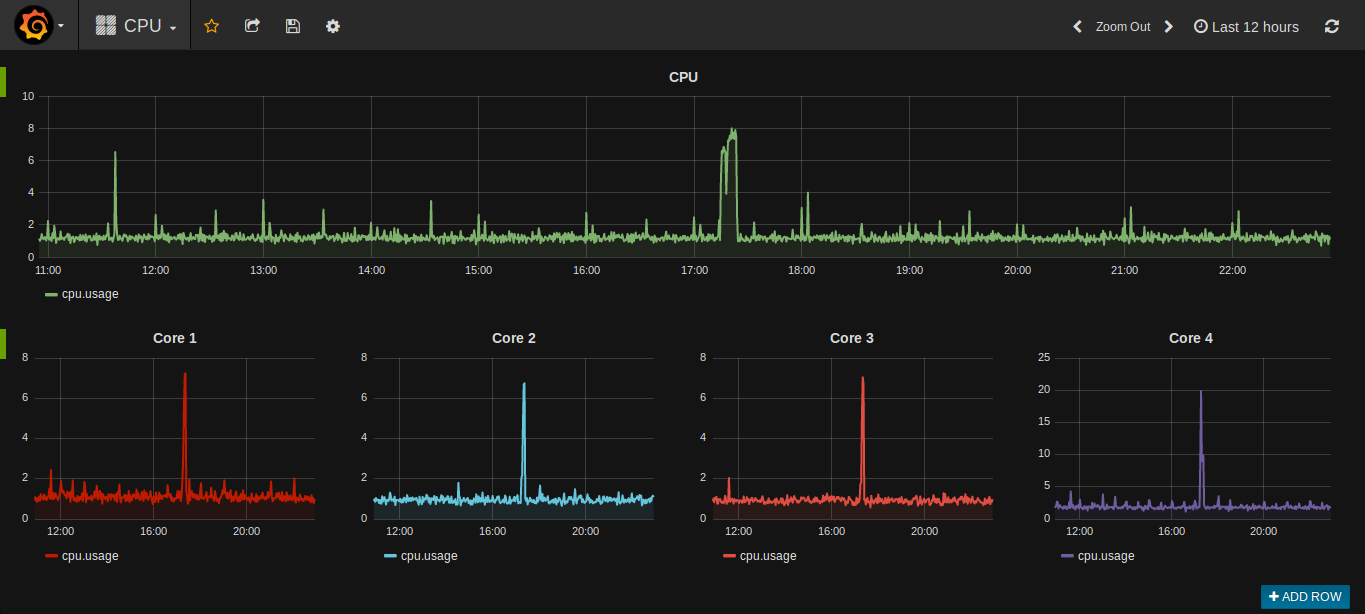 CPU Zoom Out Last 12 hours
CPU
10
8
6
4
2
0
11:00 12:00 13:00 14:00 15:00 16:00 17:00 18:00 19:00 20:00 21:00 22:00
cpu.usage
Core 1
8
6
4
2
0
12:00 16:00 20:00
cpu.usage
Core 2
8
6
4
2
0
12:00 16:00 20:00
cpu.usage
Core 3
8
6
4
2
0
12:00 16:00 20:00
cpu.usage
Core 4
25
20
15
10
5
0
12:00 16:00 20:00
cpu.usage
ADD ROW